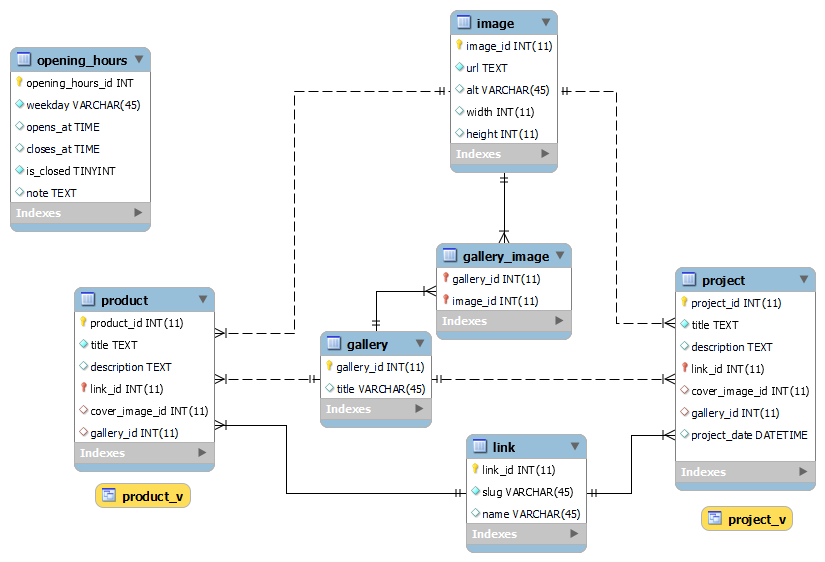 image
image_id INT(11)
url TEXT
alt VARCHAR(45)
width INT(11)
height INT(11)
Indexes
opening_hours
opening_hours_id INT
weekday VARCHAR(45)
opens_at TIME
closes_at TIME
is_closed TINYINT
note TEXT
Indexes
gallery_image
gallery_id INT(11)
image_id INT(11)
Indexes
project
project_id INT(11)
title TEXT
description TEXT
link_id INT(11)
cover_image_id INT(11)
gallery_id INT(11)
project_date DATETIME
Indexes
product
product_id INT(11)
title TEXT
description TEXT
link_id INT(11)
cover_image_id INT(11)
gallery_id INT(11)
Indexes
gallery
gallery_id INT(11)
title VARCHAR(45)
Indexes
link
link_id INT(11)
slug VARCHAR(45)
name VARCHAR(45)
Indexes
product_v
project_v